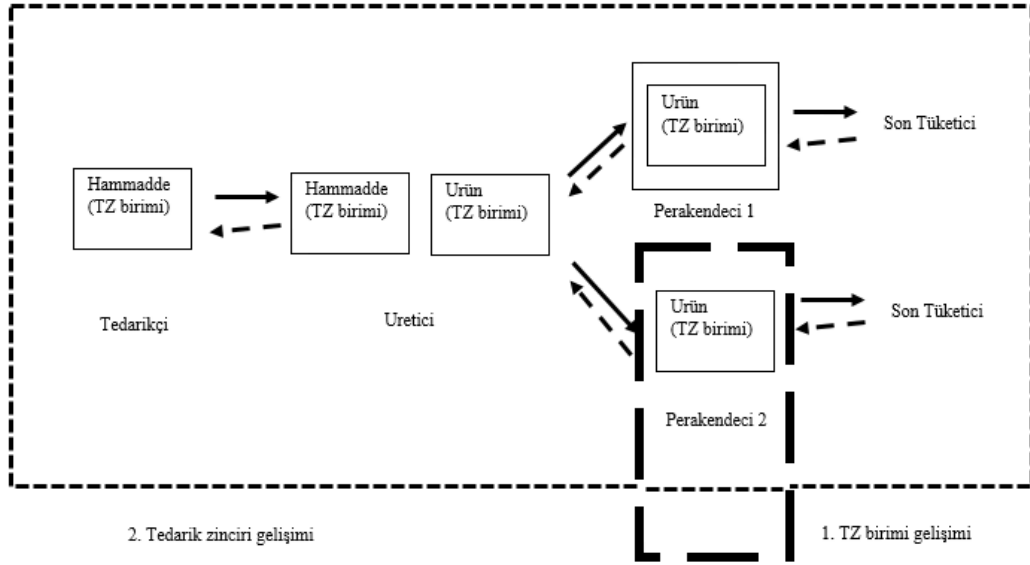 Urün
(TZ birimi)
Son Tüketici
Perakendeci 1
Hammadde
(TZ birimi)
Hammadde
(TZ birimi)
Urün
(TZ birimi)
Tedarikçi
Uretici
Urün
(TZ birimi)
Son Tüketici
Perakendeci 2
2. Tedarik zinciri gelişimi
1. TZ birimi gelişimi